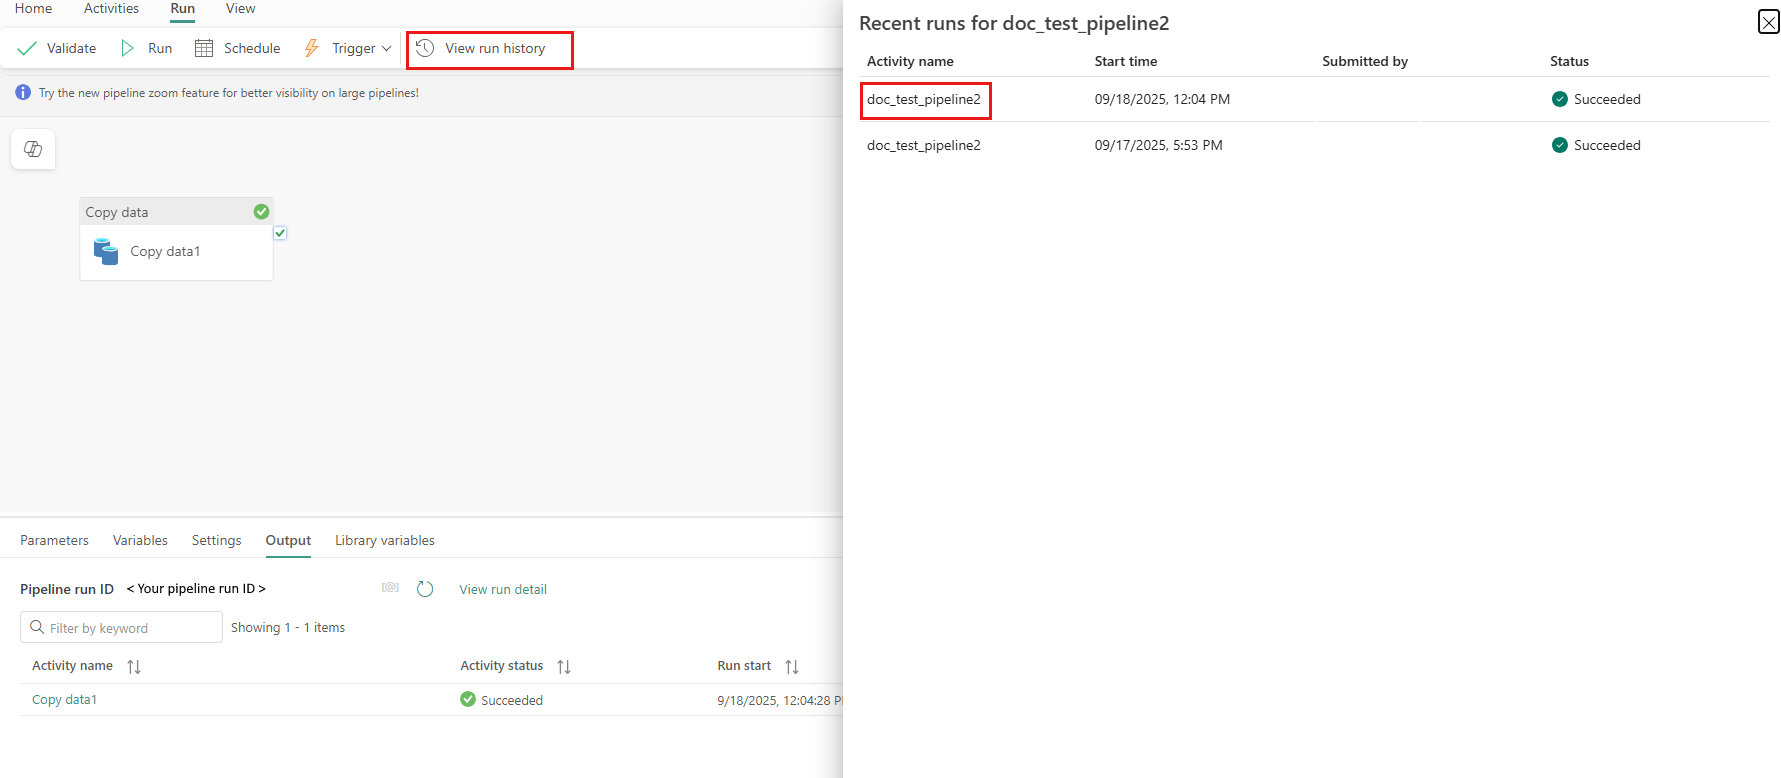 Home Activities Run View
Validate Run Schedule Trigger View run history
Try the new pipeline zoom feature for better visibility on large pipelines!
Copy data
Copy data1
Parameters Variables Settings Output Library variables
Pipeline run ID < Your pipeline run ID > [@] View run detail
Filter by keyword Showing 1 - 1 items
Activity name Activity status Run start
Copy data1 Succeeded 9/18/2025, 12:04:28
Recent runs for doc_test_pipeline2
Activity name Start time Submitted by Status
doc_test_pipeline2 09/18/2025, 12:04 PM Succeeded
doc_test_pipeline2 09/17/2025, 5:53 PM Succeeded